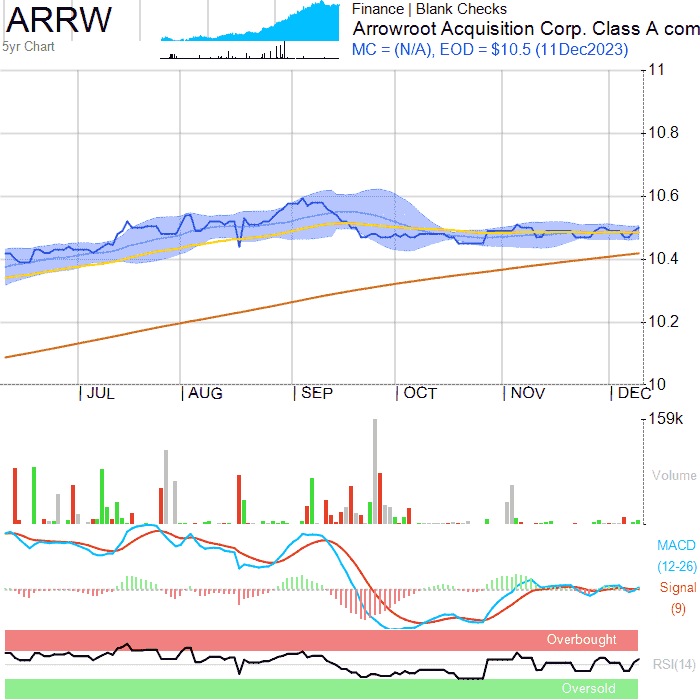 ARRW
5yr Chart
Finance | Blank Checks
Arrowroot Acquisition Corp. Class A com
MC = (N/A), EOD = $10.5 (11Dec2023)
11
10.8
10.6
10.4
10.2
10
JUL
AUG
SEP
OCT
NOV
DEC
159k
Volume
MACD
(12-26)
Signal
(9)
Overbought
RSI(14)
Oversold